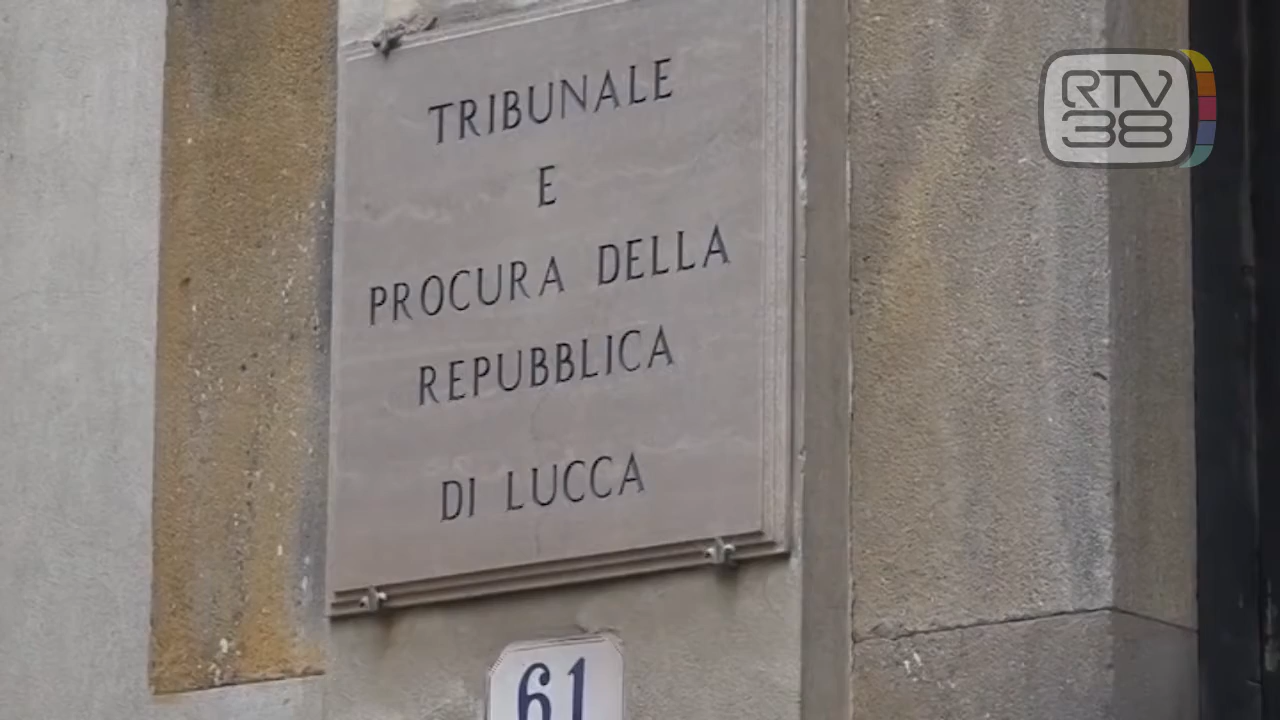 TRIBUNALE
E
PROCURA DELLA
REPUBBLICA
DI LUCCA
61
RTV
38